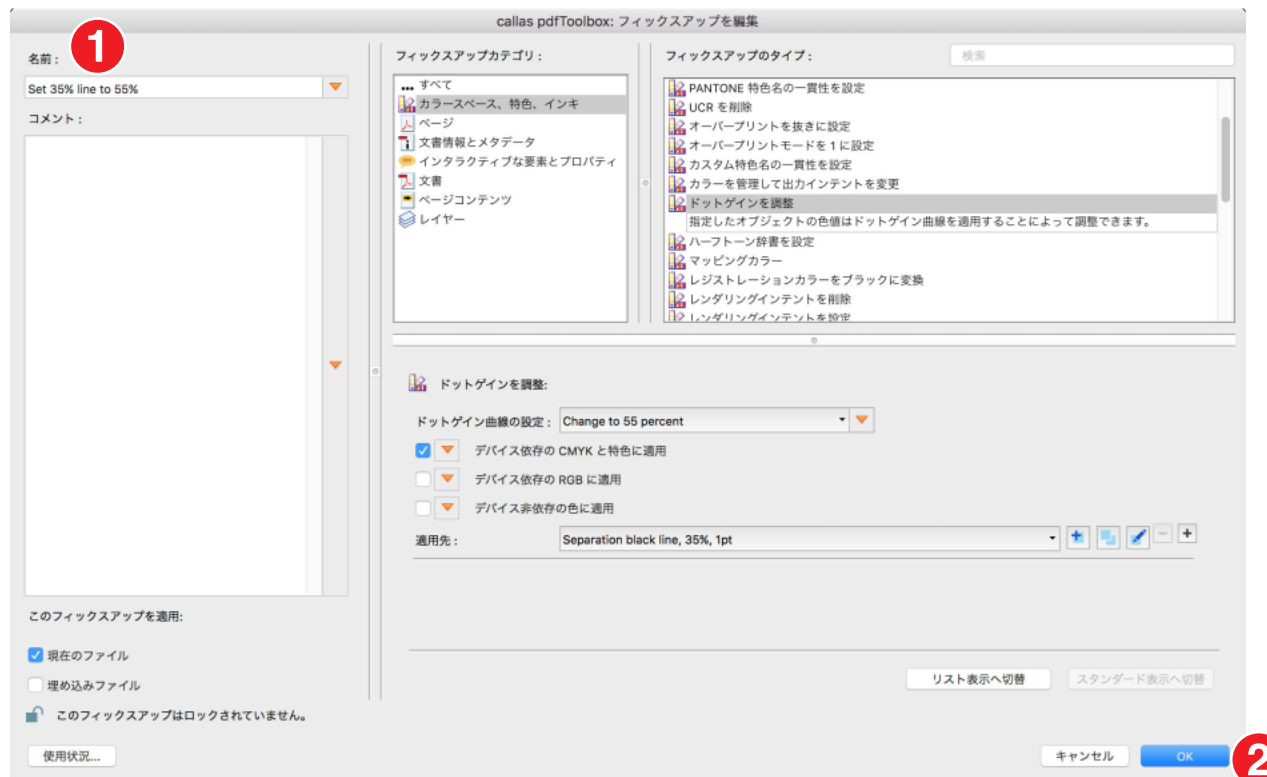 callas pdfToolbox: フィックスアップを編集
1
名前：
Set 35% line to 55%
コメント：
このフィックスアップを適用:
現在のファイル
埋め込みファイル
このフィックスアップはロックされていません。
使用状況...
フィックスアップカテゴリ：
すべて
カラースペース、特色、インキ
ページ
文書情報とメタデータ
インタラクティブな要素とプロパティ
文書
ページコンテンツ
レイヤー
フィックスアップのタイプ：
検索
PANTONE 特色名の一貫性を設定
UCR を削除
オーバープリントを抜きに設定
オーバープリントモードを 1 に設定
カスタム特色名の一貫性を設定
カラーを管理して出力インテントを変更
ドットゲインを調整
指定したオブジェクトの色値はドットゲイン曲線を適用することによって調整できます。
ハーフトーン辞書を設定
マッピングカラー
レジストレーションカラーをブラックに変換
レンダリングインテントを削除
レンダリングインテントを設定
ドットゲインを調整:
ドットゲイン曲線の設定： Change to 55 percent
デバイス依存の CMYK と特色に適用
デバイス依存の RGB に適用
デバイス非依存の色に適用
適用先： Separation black line, 35%, 1pt
リスト表示へ切替 スタンダード表示へ切替
キャンセル OK
2